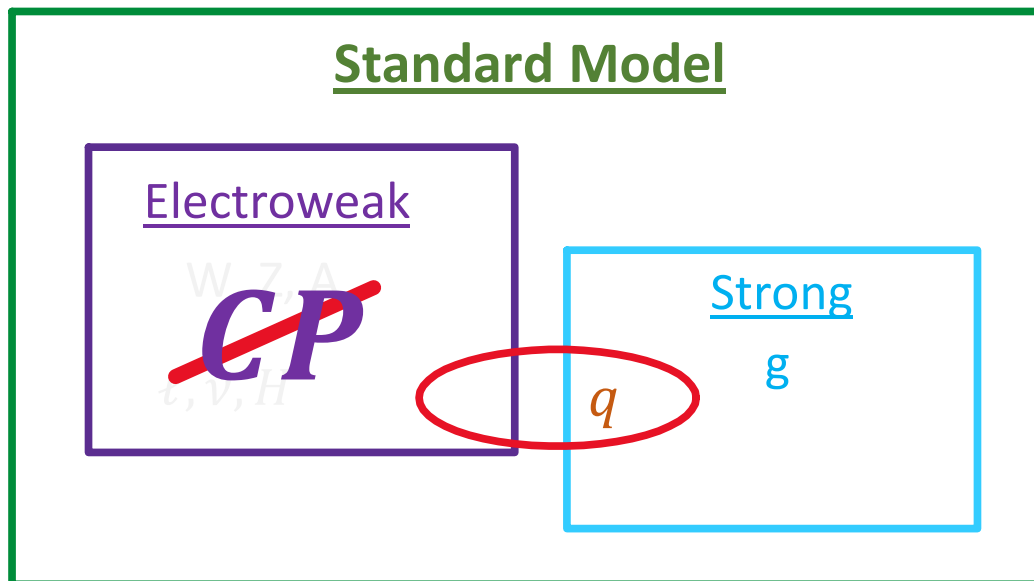 Standard Model
Electroweak
W, Z, A
CP
ν, H
Strong
g
q